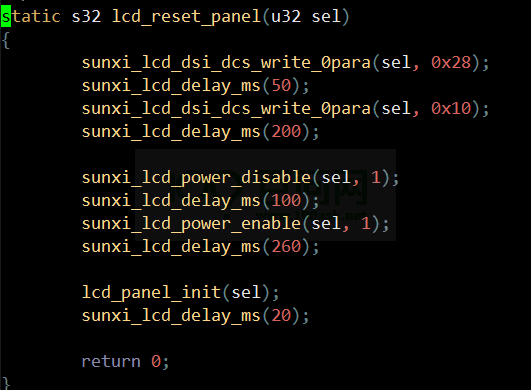 static s32 lcd_reset_panel(u32 sel)
{
sunxi_lcd_dsi_dcs_write_0para(sel, 0x28);
sunxi_lcd_delay_ms(50);
sunxi_lcd_dsi_dcs_write_0para(sel, 0x10);
sunxi_lcd_delay_ms(200);
sunxi_lcd_power_disable(sel, 1);
sunxi_lcd_delay_ms(100);
sunxi_lcd_power_enable(sel, 1);
sunxi_lcd_delay_ms(260);
lcd_panel_init(sel);
sunxi_lcd_delay_ms(20);
return 0;
}